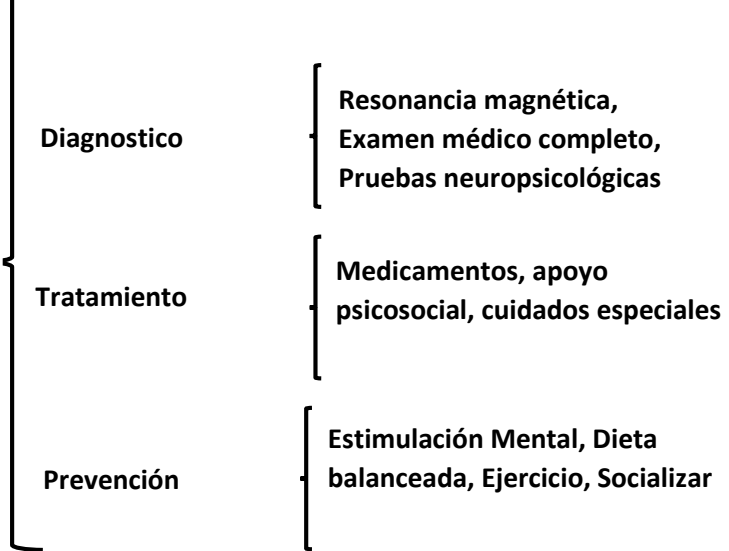 Diagnostico
Resonancia magnética,
Examen médico completo,
Pruebas neuropsicológicas
Tratamiento
Medicamentos, apoyo
psicosocial, cuidados especiales
Prevención
Estimulación Mental, Dieta
balanceada, Ejercicio, Socializar